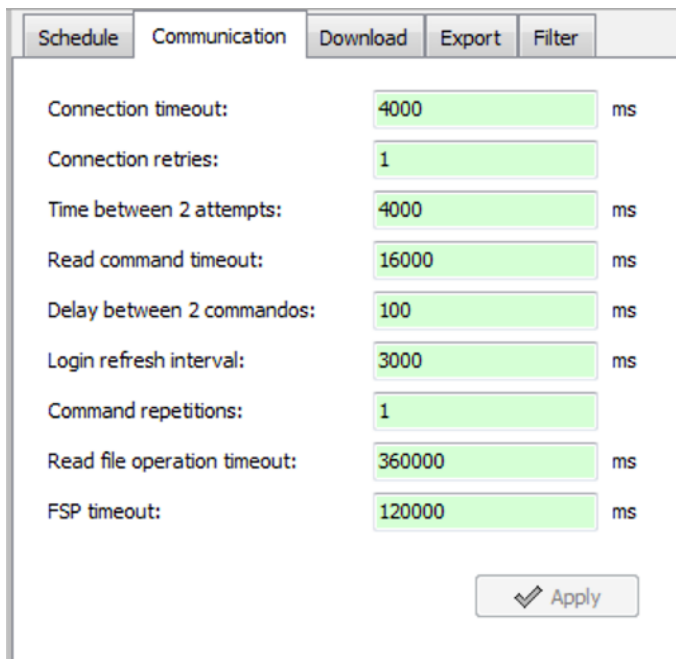 Schedule Communication Download Export Filter
Connection timeout: 4000 ms
Connection retries: 1
Time between 2 attempts: 4000 ms
Read command timeout: 16000 ms
Delay between 2 commandos: 100 ms
Login refresh interval: 3000 ms
Command repetitions: 1
Read file operation timeout: 360000 ms
FSP timeout: 120000 ms
Apply